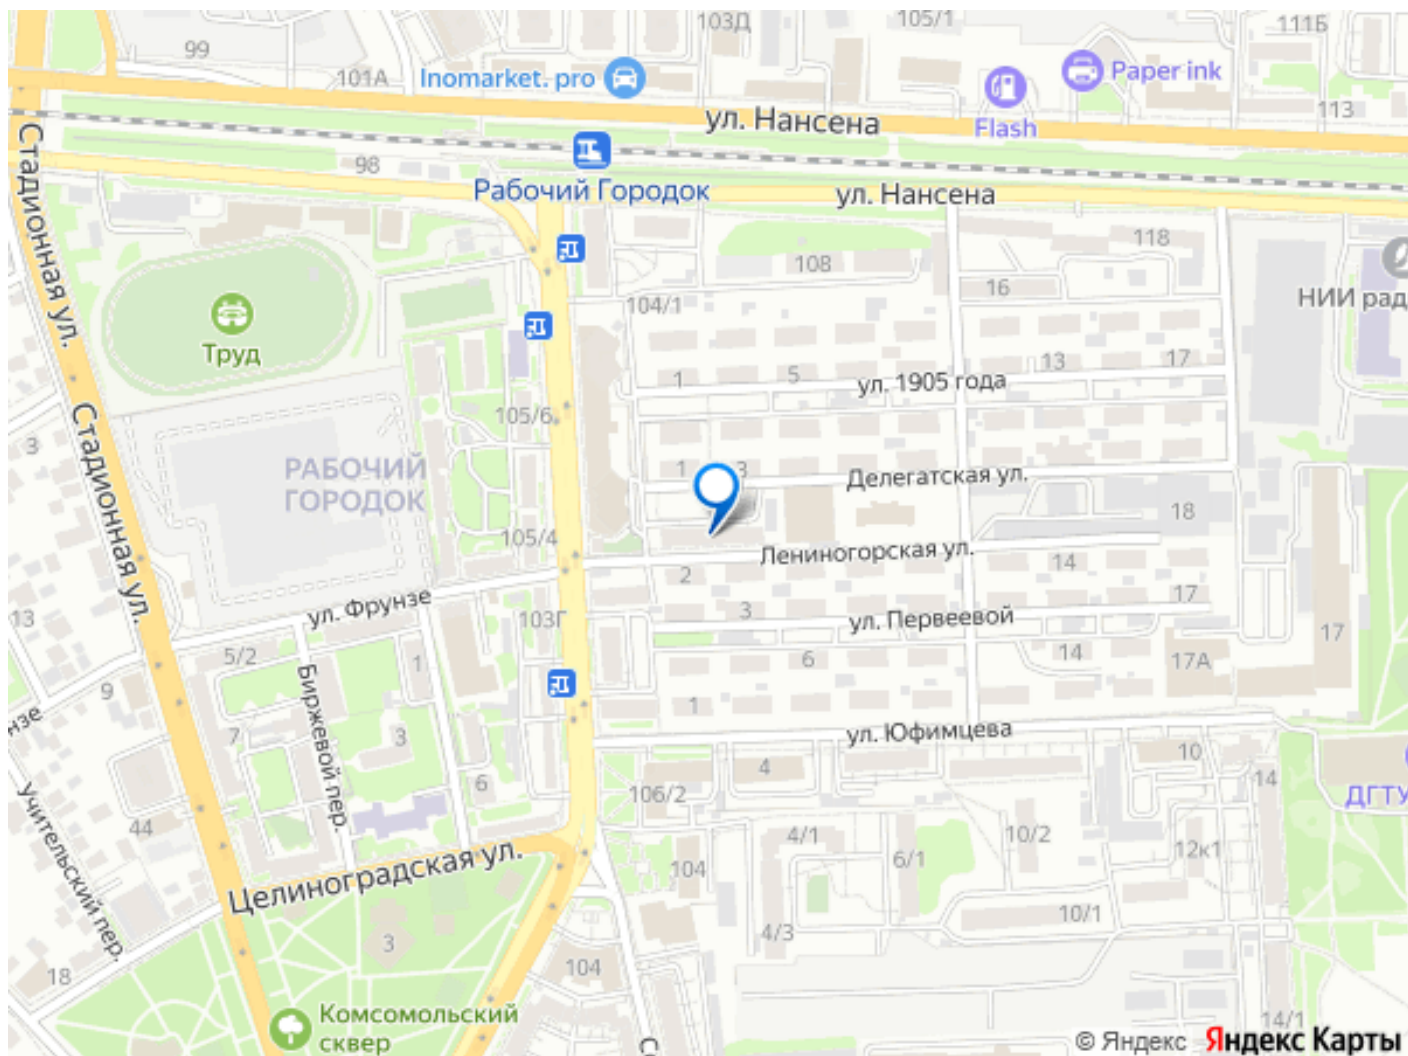 103Д
105/1
111Б
99
101А
Inomarket. pro
Paper ink
Flash
113
ул. Нансена
98
Рабочий Городок
ул. Нансена
Стадионная ул.
108
118
16
НИИ рад
104/1
Труд
1
5
13
17
ул. 1905 года
105/6
Стадионная ул.
3
РАБОЧИЙ
ГОРОДОК
1
3
Делегатская ул.
18
105/4
Лениногорская ул.
2
14
ул. Фрунзе
13
103Г
3
ул. Первеевой
17
17
5/2
1
6
14
17А
9
нзе
Биржевой пер.
1
7
3
ул. Юфимцева
10
4
6
106/2
14
ДГТУ
Учительский пер.
44
4/1
10/2
6/1
12к1
Целиноградская ул.
104
10/1
3
4/3
18
104
Комсомольский
сквер
Со
14/1
© Яндекс
Яндекс Карты